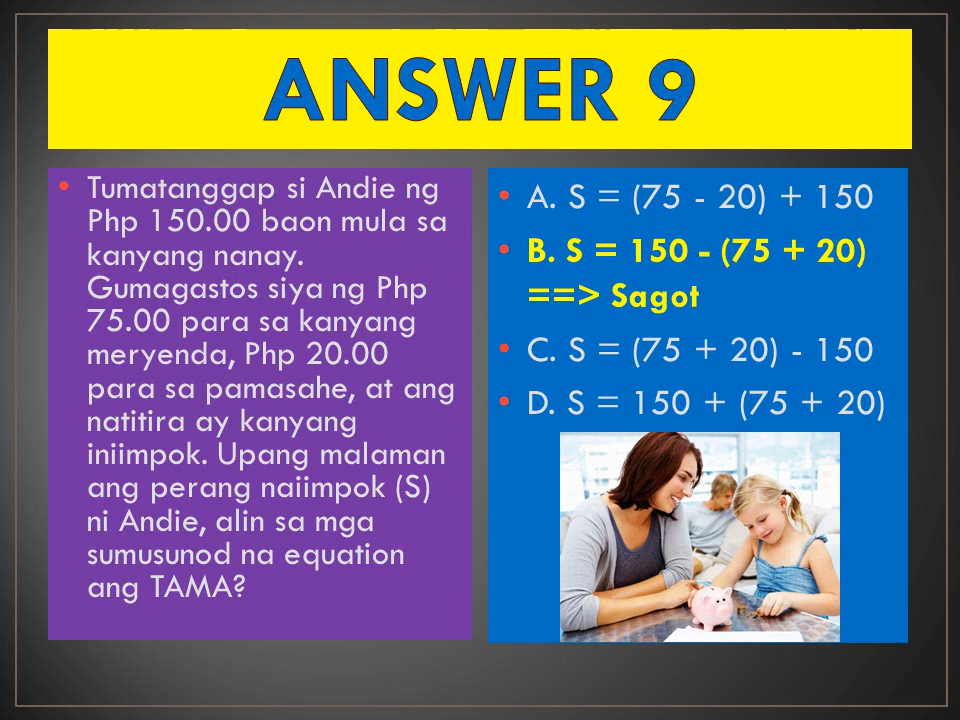 ANSWER 9
• Tumatanggap si Andie ng
Php 150.00 baon mula sa
kanyang nanay.
Gumagastos siya ng Php
75.00 para sa kanyang
meryenda, Php 20.00
para sa pamasahe, at ang
natitira ay kanyang
iniimpok. Upang malaman
ang perang naiimpok (S)
ni Andie, alin sa mga
sumusunod na equation
ang TAMA?
• A. S = (75 - 20) + 150
• B. S = 150 - (75 + 20)
==> Sagot
• C. S = (75 + 20) - 150
• D. S = 150 + (75 + 20)